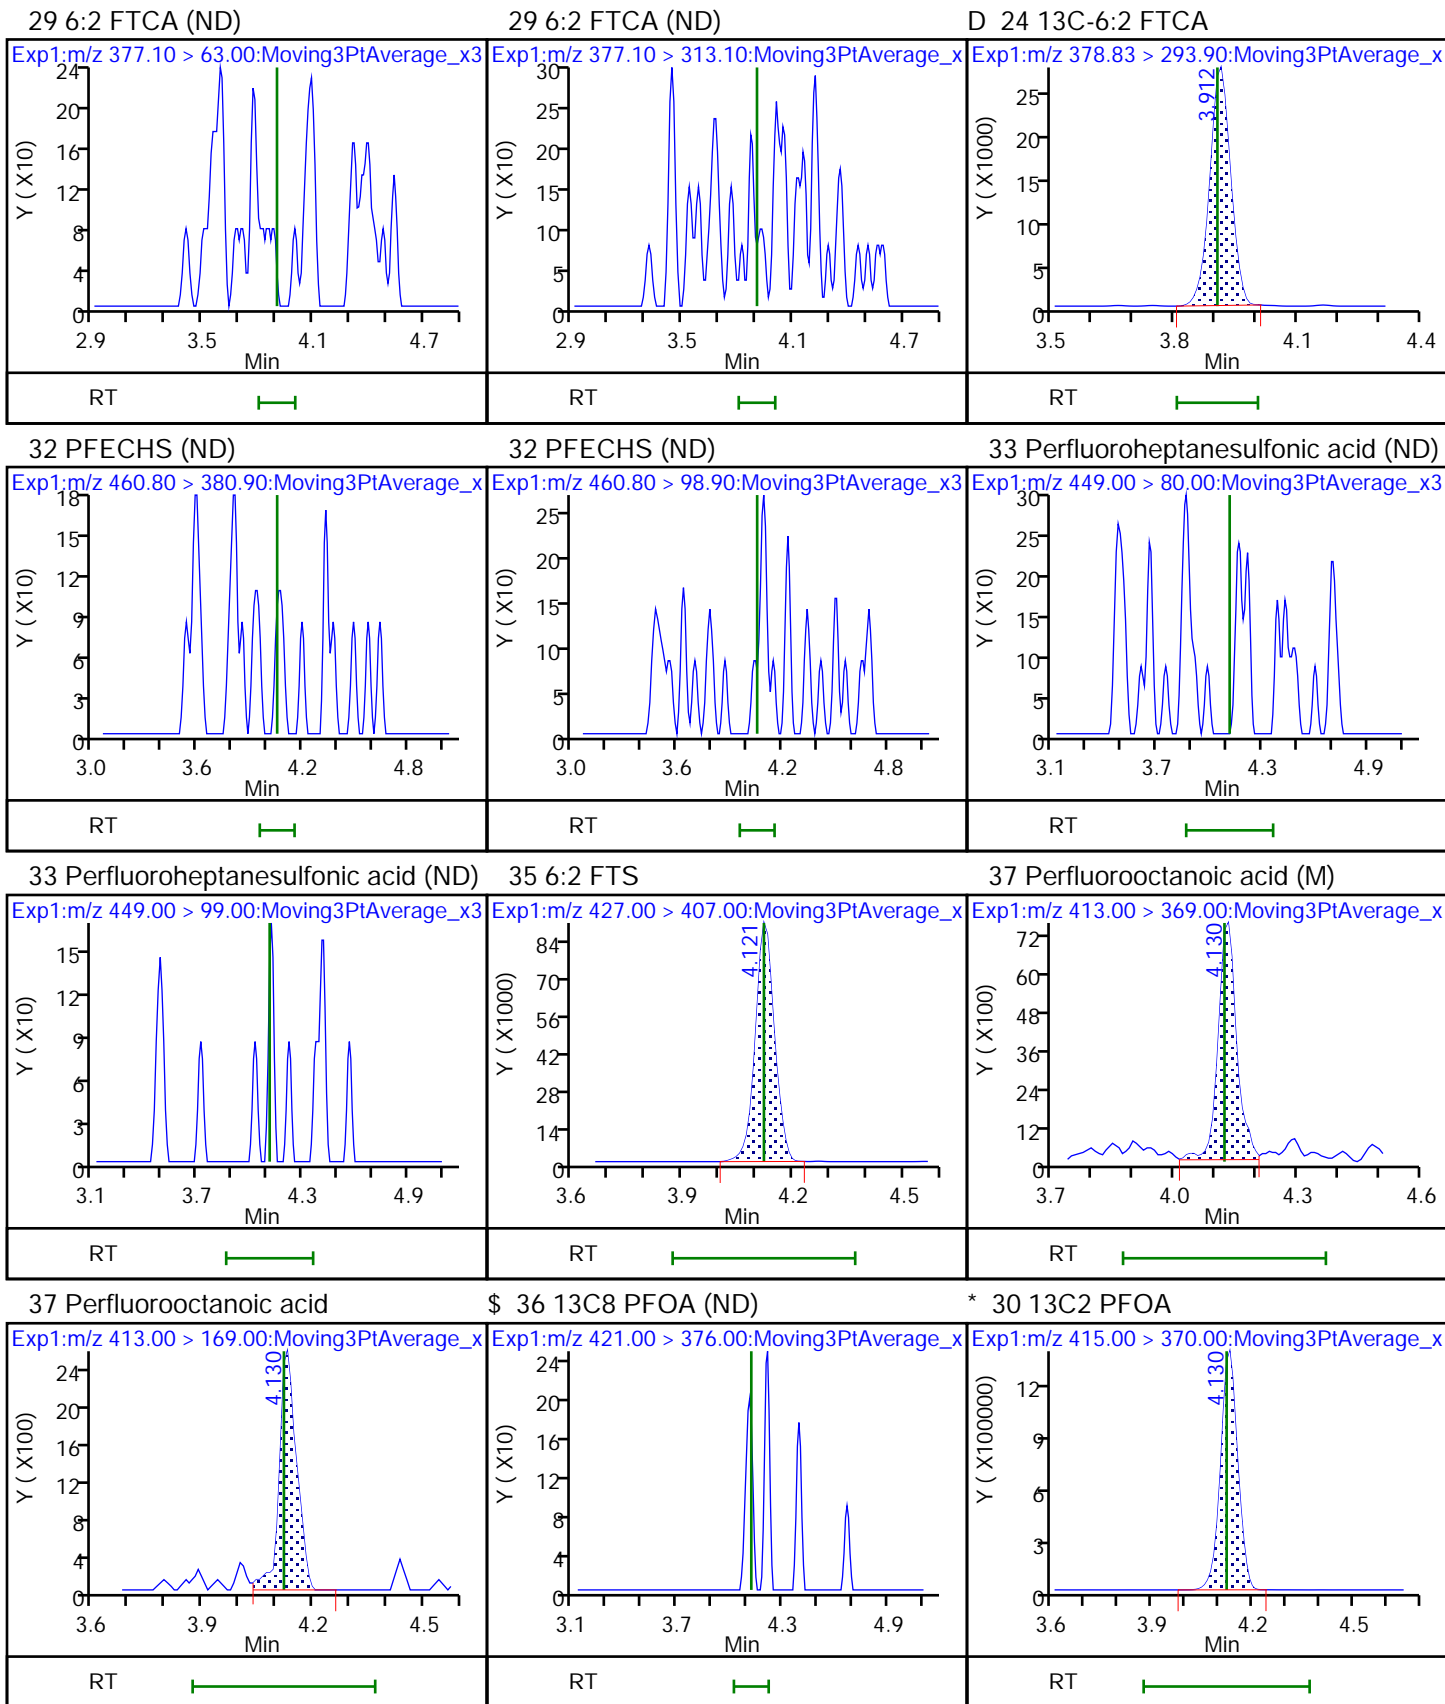 29 6:2 FTCA (ND)
Exp1:m/z 377.10 > 63.00:Moving3PtAverage_x3
Y ( X10)
24
20
16
12
8
4
0
2.9 3.5 4.1 4.7
Min
RT
29 6:2 FTCA (ND)
Exp1:m/z 377.10 > 313.10:Moving3PtAverage_x
Y ( X10)
30
25
20
15
10
5
0
2.9 3.5 4.1 4.7
Min
RT
D 24 13C-6:2 FTCA
Exp1:m/z 378.83 > 293.90:Moving3PtAverage_x
3.912
Y ( X1000)
25
20
15
10
5
0
3.5 3.8 4.1 4.4
Min
RT
32 PFECHS (ND)
Exp1:m/z 460.80 > 380.90:Moving3PtAverage_x
Y ( X10)
18
15
12
9
6
3
0
3.0 3.6 4.2 4.8
Min
RT
32 PFECHS (ND)
Exp1:m/z 460.80 > 98.90:Moving3PtAverage_x3
Y ( X10)
25
20
15
10
5
0
3.0 3.6 4.2 4.8
Min
RT
33 Perfluoroheptanesulfonic acid (ND)
Exp1:m/z 449.00 > 80.00:Moving3PtAverage_x3
Y ( X10)
30
25
20
15
10
5
0
3.1 3.7 4.3 4.9
Min
RT
33 Perfluoroheptanesulfonic acid (ND)
Exp1:m/z 449.00 > 99.00:Moving3PtAverage_x3
Y ( X10)
15
12
9
6
3
0
3.1 3.7 4.3 4.9
Min
RT
35 6:2 FTS
Exp1:m/z 427.00 > 407.00:Moving3PtAverage_x
4.121
Y ( X1000)
84
70
56
42
28
14
0
3.6 3.9 4.2 4.5
Min
RT
37 Perfluorooctanoic acid (M)
Exp1:m/z 413.00 > 369.00:Moving3PtAverage_x
4.130
Y ( X100)
72
60
48
36
24
12
0
3.7 4.0 4.3 4.6
Min
RT
37 Perfluorooctanoic acid
Exp1:m/z 413.00 > 169.00:Moving3PtAverage_x
4.130
Y ( X100)
24
20
16
12
8
4
0
3.6 3.9 4.2 4.5
Min
RT
$ 36 13C8 PFOA (ND)
Exp1:m/z 421.00 > 376.00:Moving3PtAverage_x
Y ( X10)
24
20
16
12
8
4
0
3.1 3.7 4.3 4.9
Min
RT
* 30 13C2 PFOA
Exp1:m/z 415.00 > 370.00:Moving3PtAverage_x
4.130
Y ( X100000)
12
9
6
3
0
3.6 3.9 4.2 4.5
Min
RT